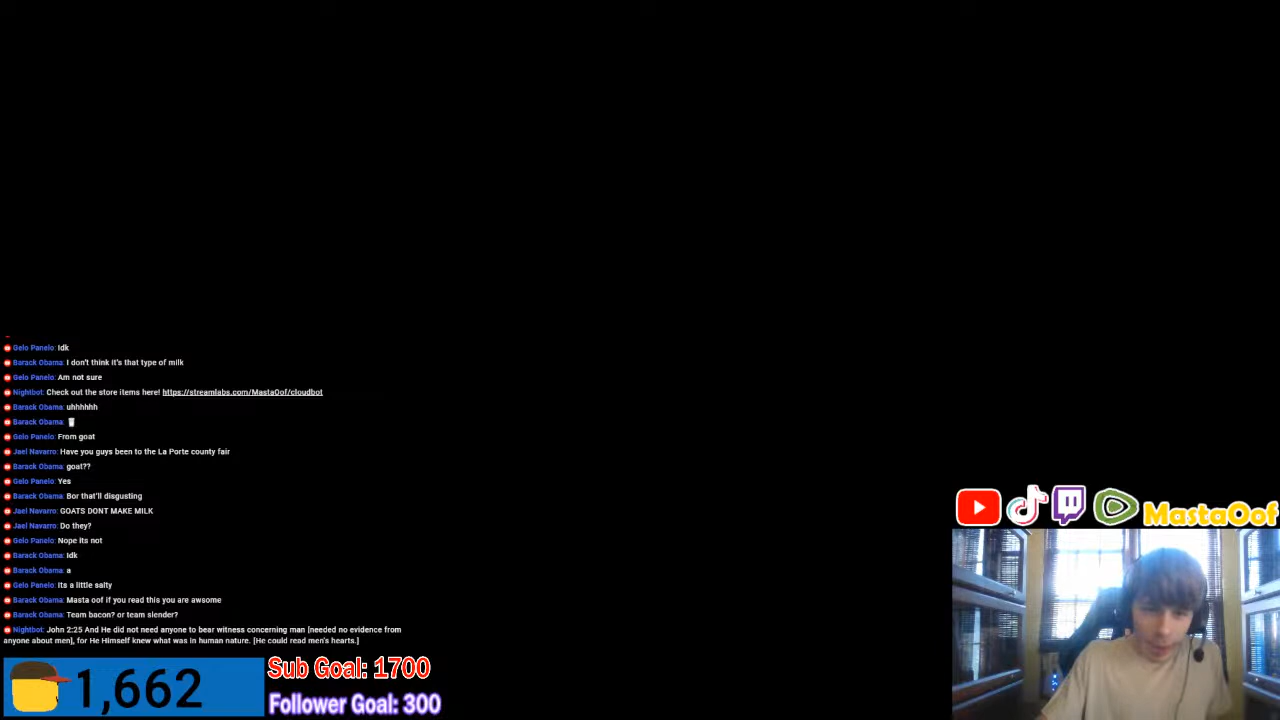 Gelo Panelo: Idk
Barack Obama: I don't think it's that type of milk
Gelo Panelo: Am not sure
Nightbot: Check out the store items here! https://streamlabs.com/MastaOof/cloudbot
Barack Obama: uhhhhhh
Barack Obama:
Gelo Panelo: From goat
Jael Navarro: Have you guys been to the La Porte county fair
Barack Obama: goat??
Gelo Panelo: Yes
Barack Obama: Bor that'll disgusting
Jael Navarro: GOATS DONT MAKE MILK
Jael Navarro: Do they?
Gelo Panelo: Nope its not
Barack Obama: Idk
Barack Obama: a
Gelo Panelo: Its a little salty
Barack Obama: Masta oof if you read this you are awsome
Barack Obama: Team bacon? or team slender?
Nightbot: John 2:25 And He did not need anyone to bear witness concerning man [needed no evidence from
anyone about men], for He Himself knew what was in human nature. [He could read men's hearts.]
1,662
Sub Goal: 1700
Follower Goal: 300
MastaOof